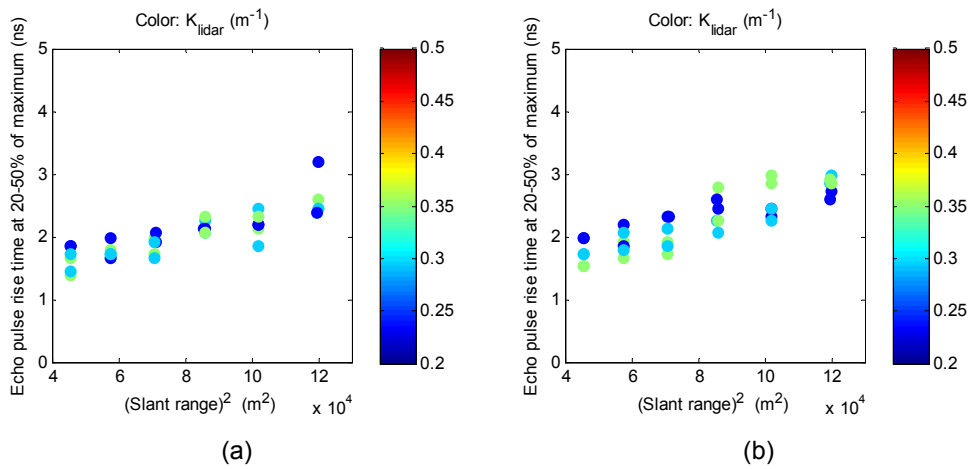 Color: K_lidar (m^-1)
Echo pulse rise time at 20-50% of maximum (ns)
5
4
3
2
1
0
4 6 8 10 12
x 10^4
(Slant range)^2 (m^2)
0.5
0.45
0.4
0.35
0.3
0.25
0.2
(a)
Color: K_lidar (m^-1)
Echo pulse rise time at 20-50% of maximum (ns)
5
4
3
2
1
0
4 6 8 10 12
x 10^4
(Slant range)^2 (m^2)
0.5
0.45
0.4
0.35
0.3
0.25
0.2
(b)